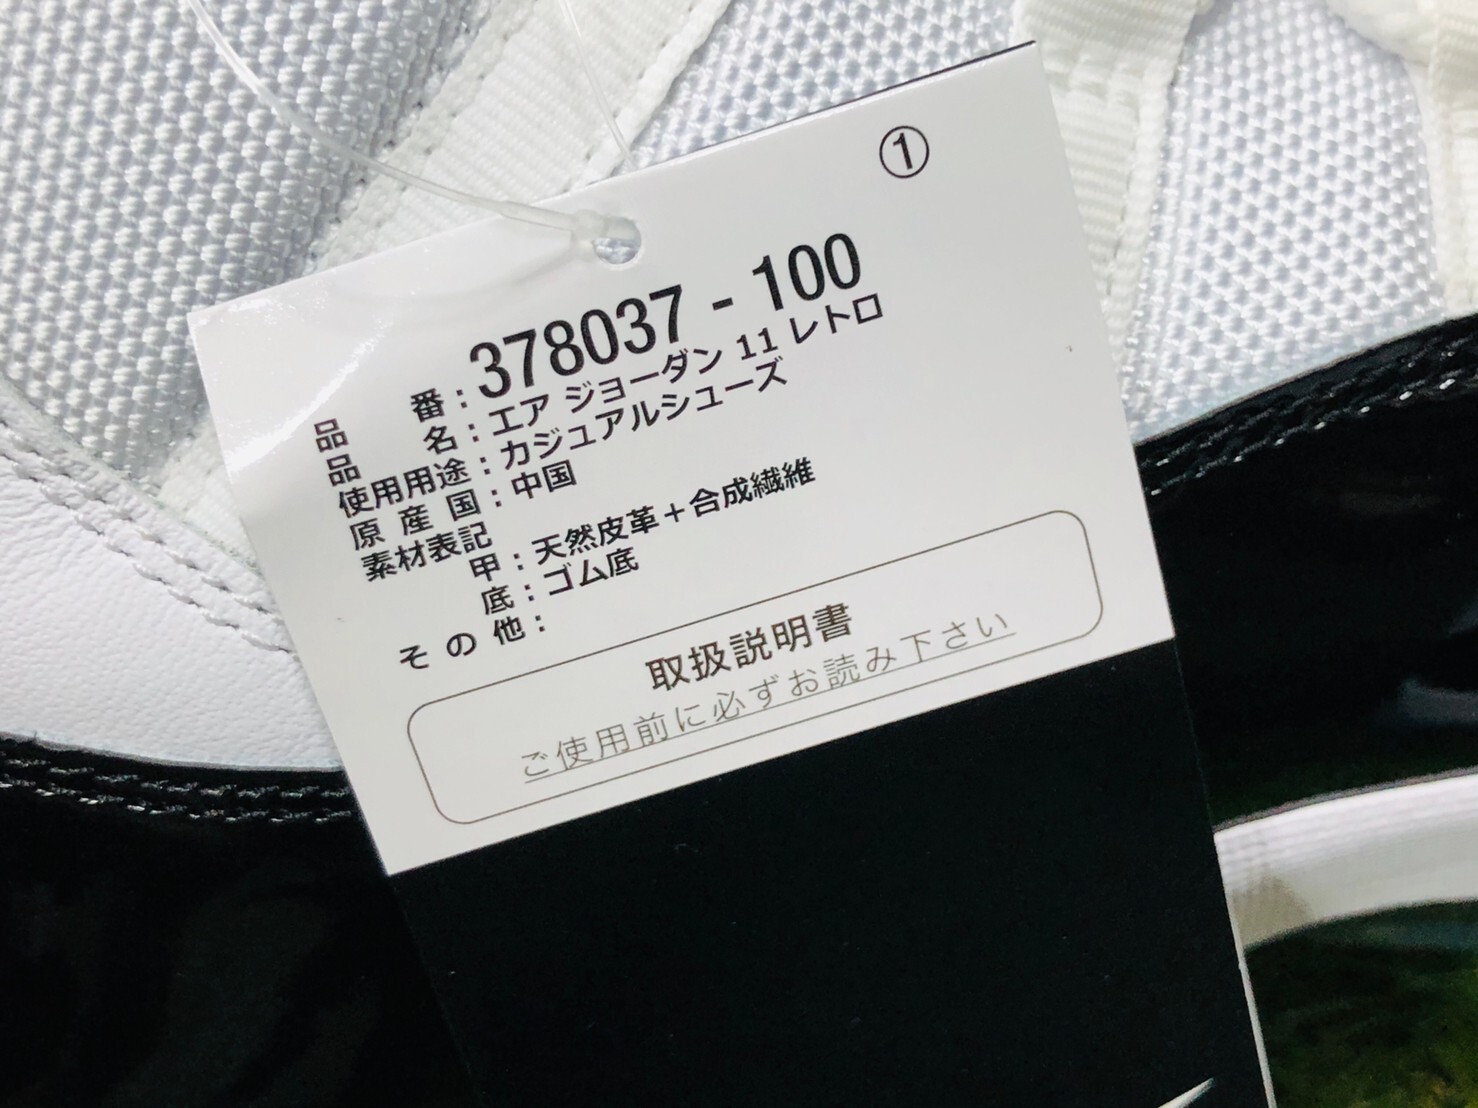 ①
品番：378037 - 100
品名：エア ジョーダン 11 レトロ
使用用途：カジュアルシューズ
原産国：中国
素材表記
甲：天然皮革＋合成繊維
底：ゴム底
その他：
取扱説明書
ご使用前に必ずお読み下さい